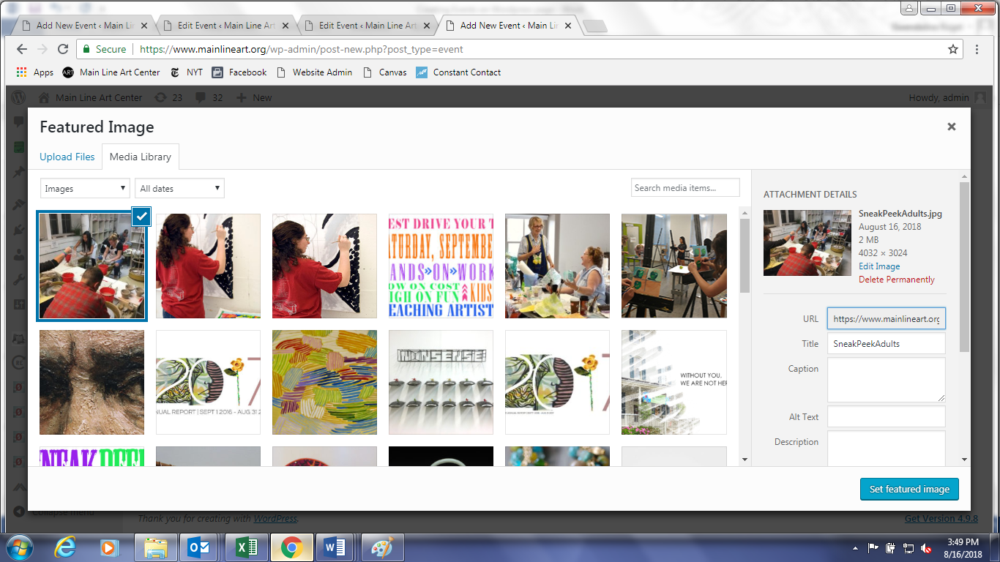 Add New Event ‹ Main Li
Edit Event ‹ Main Line Art
Edit Event ‹ Main Line Art
Add New Event ‹ Main Li
Secure
https://www.mainlineart.org/wp-admin/post-new.php?post_type=event
Apps
ART
Main Line Art Center
NYT
Facebook
Website Admin
Canvas
Constant Contact
Main Line Art Center
23
32
New
Howdy, admin
Featured Image
Upload Files
Media Library
Images
All dates
Search media items...
EST DRIVE YOUR T
ATURDAY, SEPTEMBE
ANDS»ON»WORK
OW ON COST
IGH ON FUN
KIDS
EACHING ARTIST
NONSENSE
NUAL REPORT | SEPT 1 2016 - AUG 31 2
WITHOUT YOU,
WE ARE NOT HER
SNEAK PEE
ATTACHMENT DETAILS
SneakPeekAdults.jpg
August 16, 2018
2 MB
4032 × 3024
Edit Image
Delete Permanently
URL
https://www.mainlineart.org
Title
SneakPeekAdults
Caption
Alt Text
Description
Set featured image
Collapse menu
Thank you for creating with WordPress.
Get Version 4.9.8
3:49 PM
8/16/2018